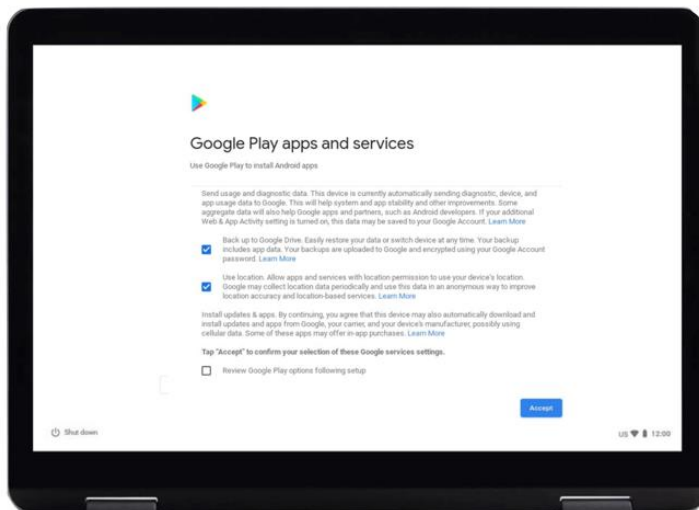 Google Play apps and services
Use Google Play to install Android apps
Send usage and diagnostic data. This device is currently automatically sending diagnostic, device, and
app usage data to Google. This will help system and app stability and other improvements. Some
aggregate data will also help Google apps and partners, such as Android developers. If your additional
Web & App Activity setting is turned on, this data may be saved to your Google Account. Learn More
Back up to Google Drive. Easily restore your data or switch device at any time. Your backup
includes app data. Your backups are uploaded to Google and encrypted using your Google Account
password. Learn More
Use location. Allow apps and services with location permission to use your device's location.
Google may collect location data periodically and use this data in an anonymous way to improve
location accuracy and location-based services. Learn More
Install updates & apps. By continuing, you agree that this device may also automatically download and
install updates and apps from Google, your carrier, and your device's manufacturer, possibly using
cellular data. Some of these apps may offer in-app purchases. Learn More
Tap "Accept" to confirm your selection of these Google services settings.
Review Google Play options following setup
Accept
Shut down
US 12:00